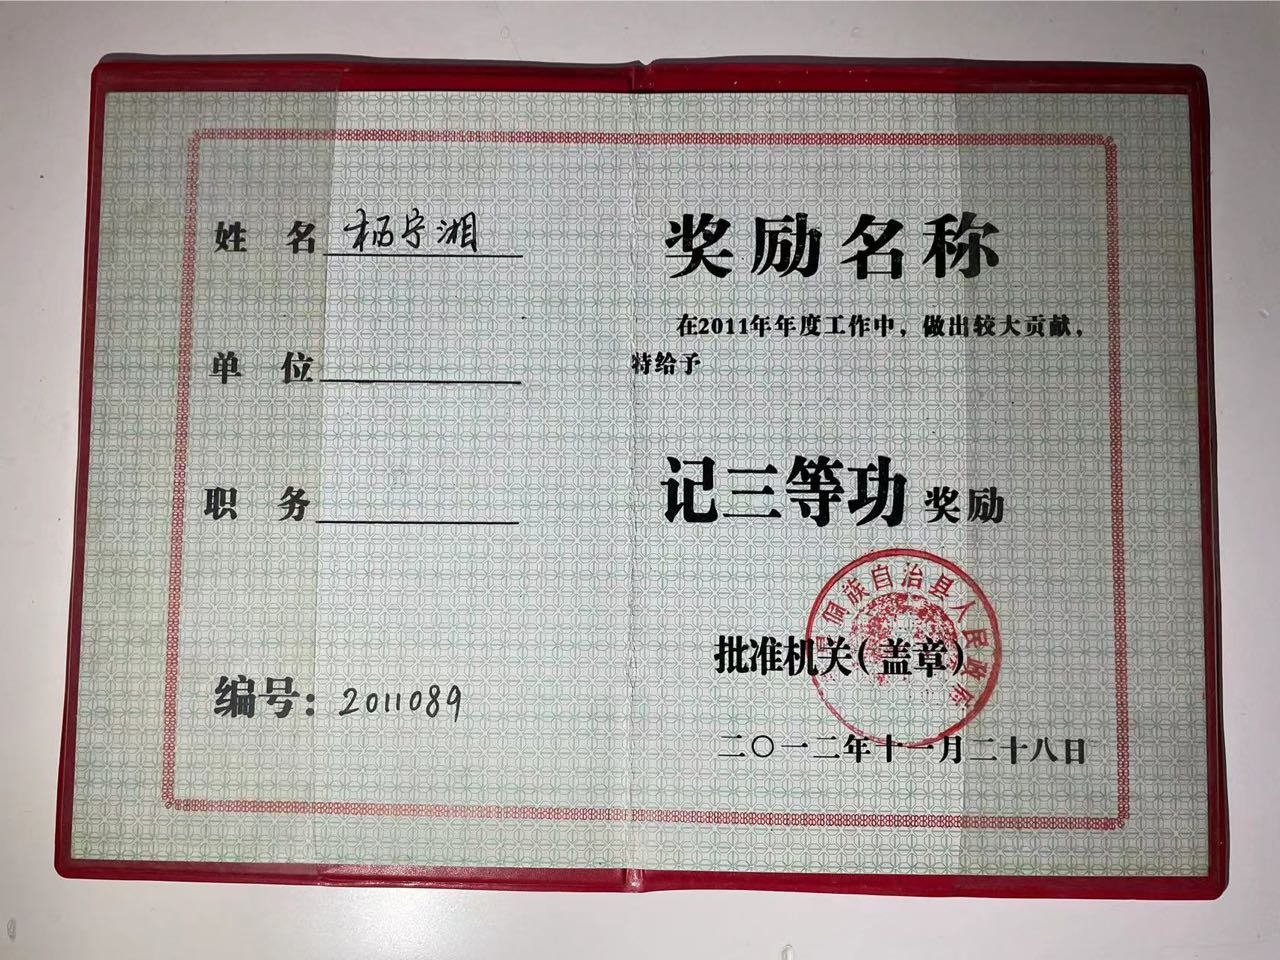 姓名 杨宁湘
单位
职务
编号：2011089
奖励名称
在2011年年度工作中，做出较大贡献，
特给予
记三等功 奖励
侗族自治县人民政府
批准机关（盖章）
二〇一二年十一月二十八日